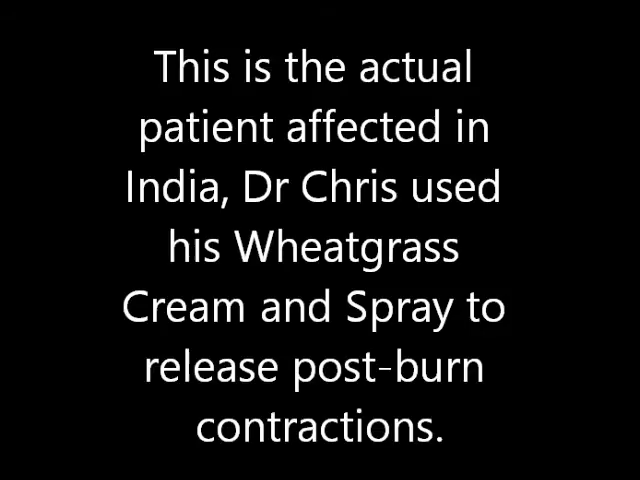 This is the actual
patient affected in
India, Dr Chris used
his Wheatgrass
Cream and Spray to
release post-burn
contractions.